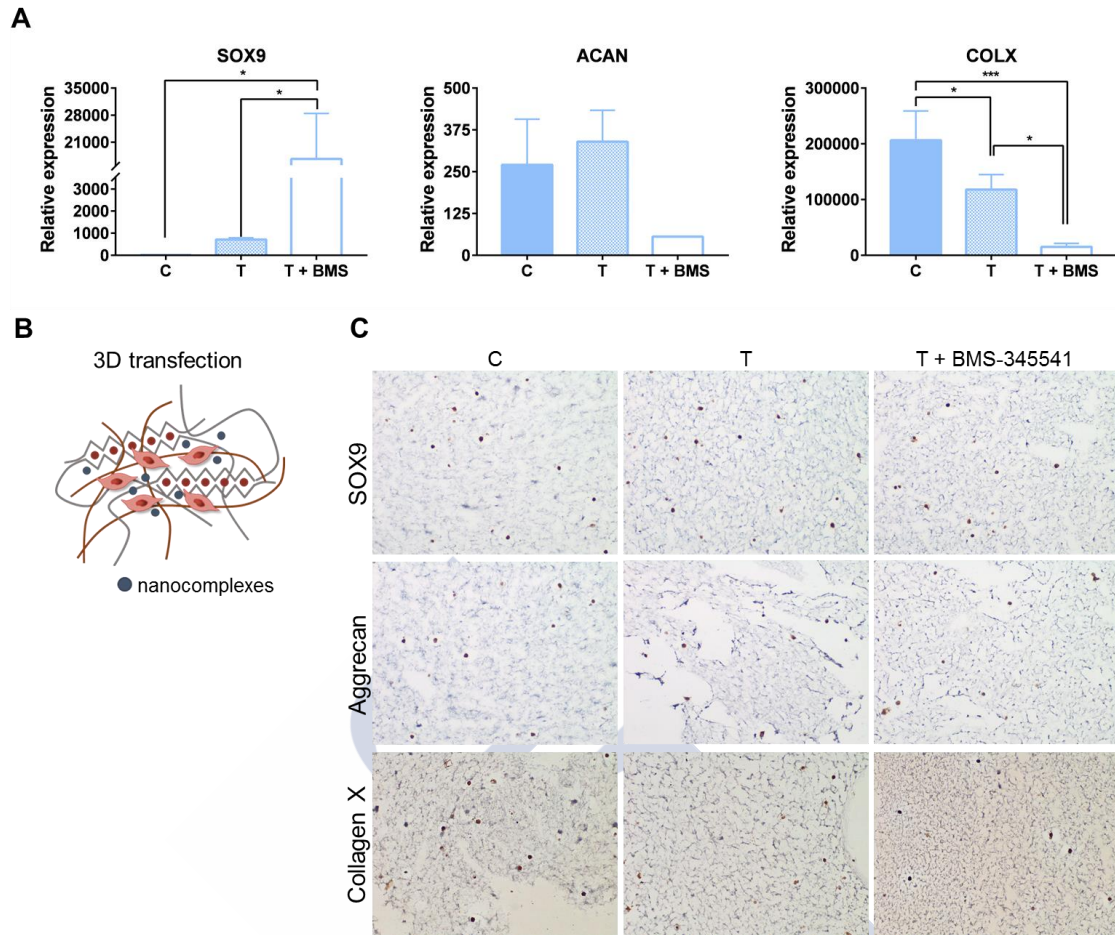 A
SOX9
Relative expression
35000
28000
21000
3000
2000
1000
0
*
*
C T T + BMS
ACAN
Relative expression
500
375
250
125
0
C T T + BMS
COLX
Relative expression
300000
200000
100000
0
***
*
*
C T T + BMS
B
3D transfection
nanocomplexes
C
C T T + BMS-345541
SOX9
Aggrecan
Collagen X